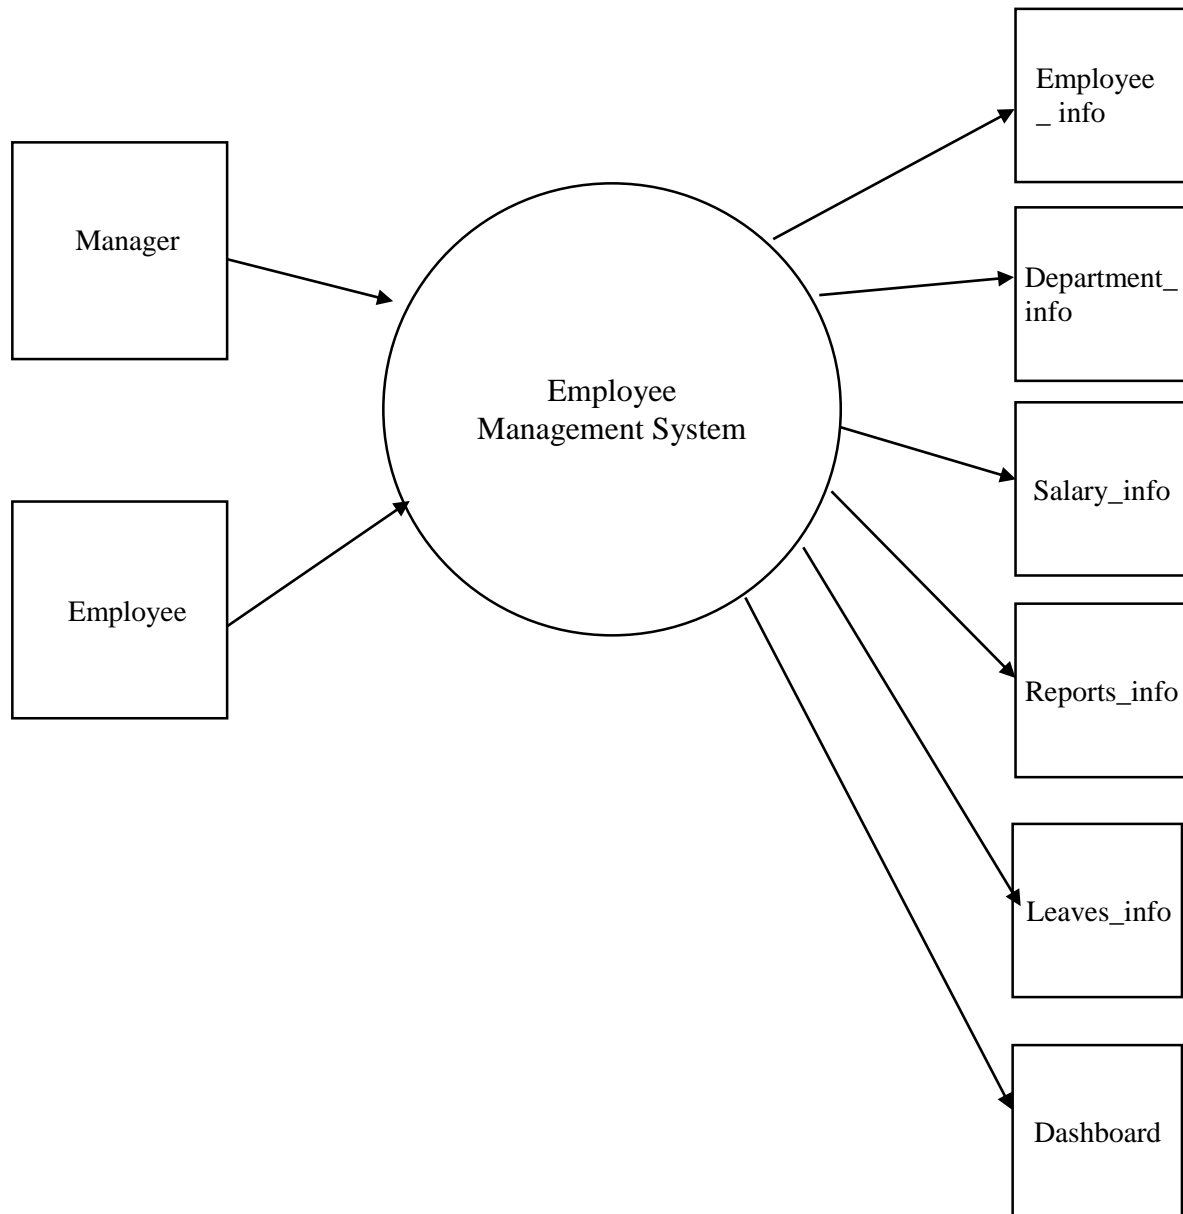 Manager
Employee
Employee
Management System
Employee
_ info
Department_
info
Salary_info
Reports_info
Leaves_info
Dashboard